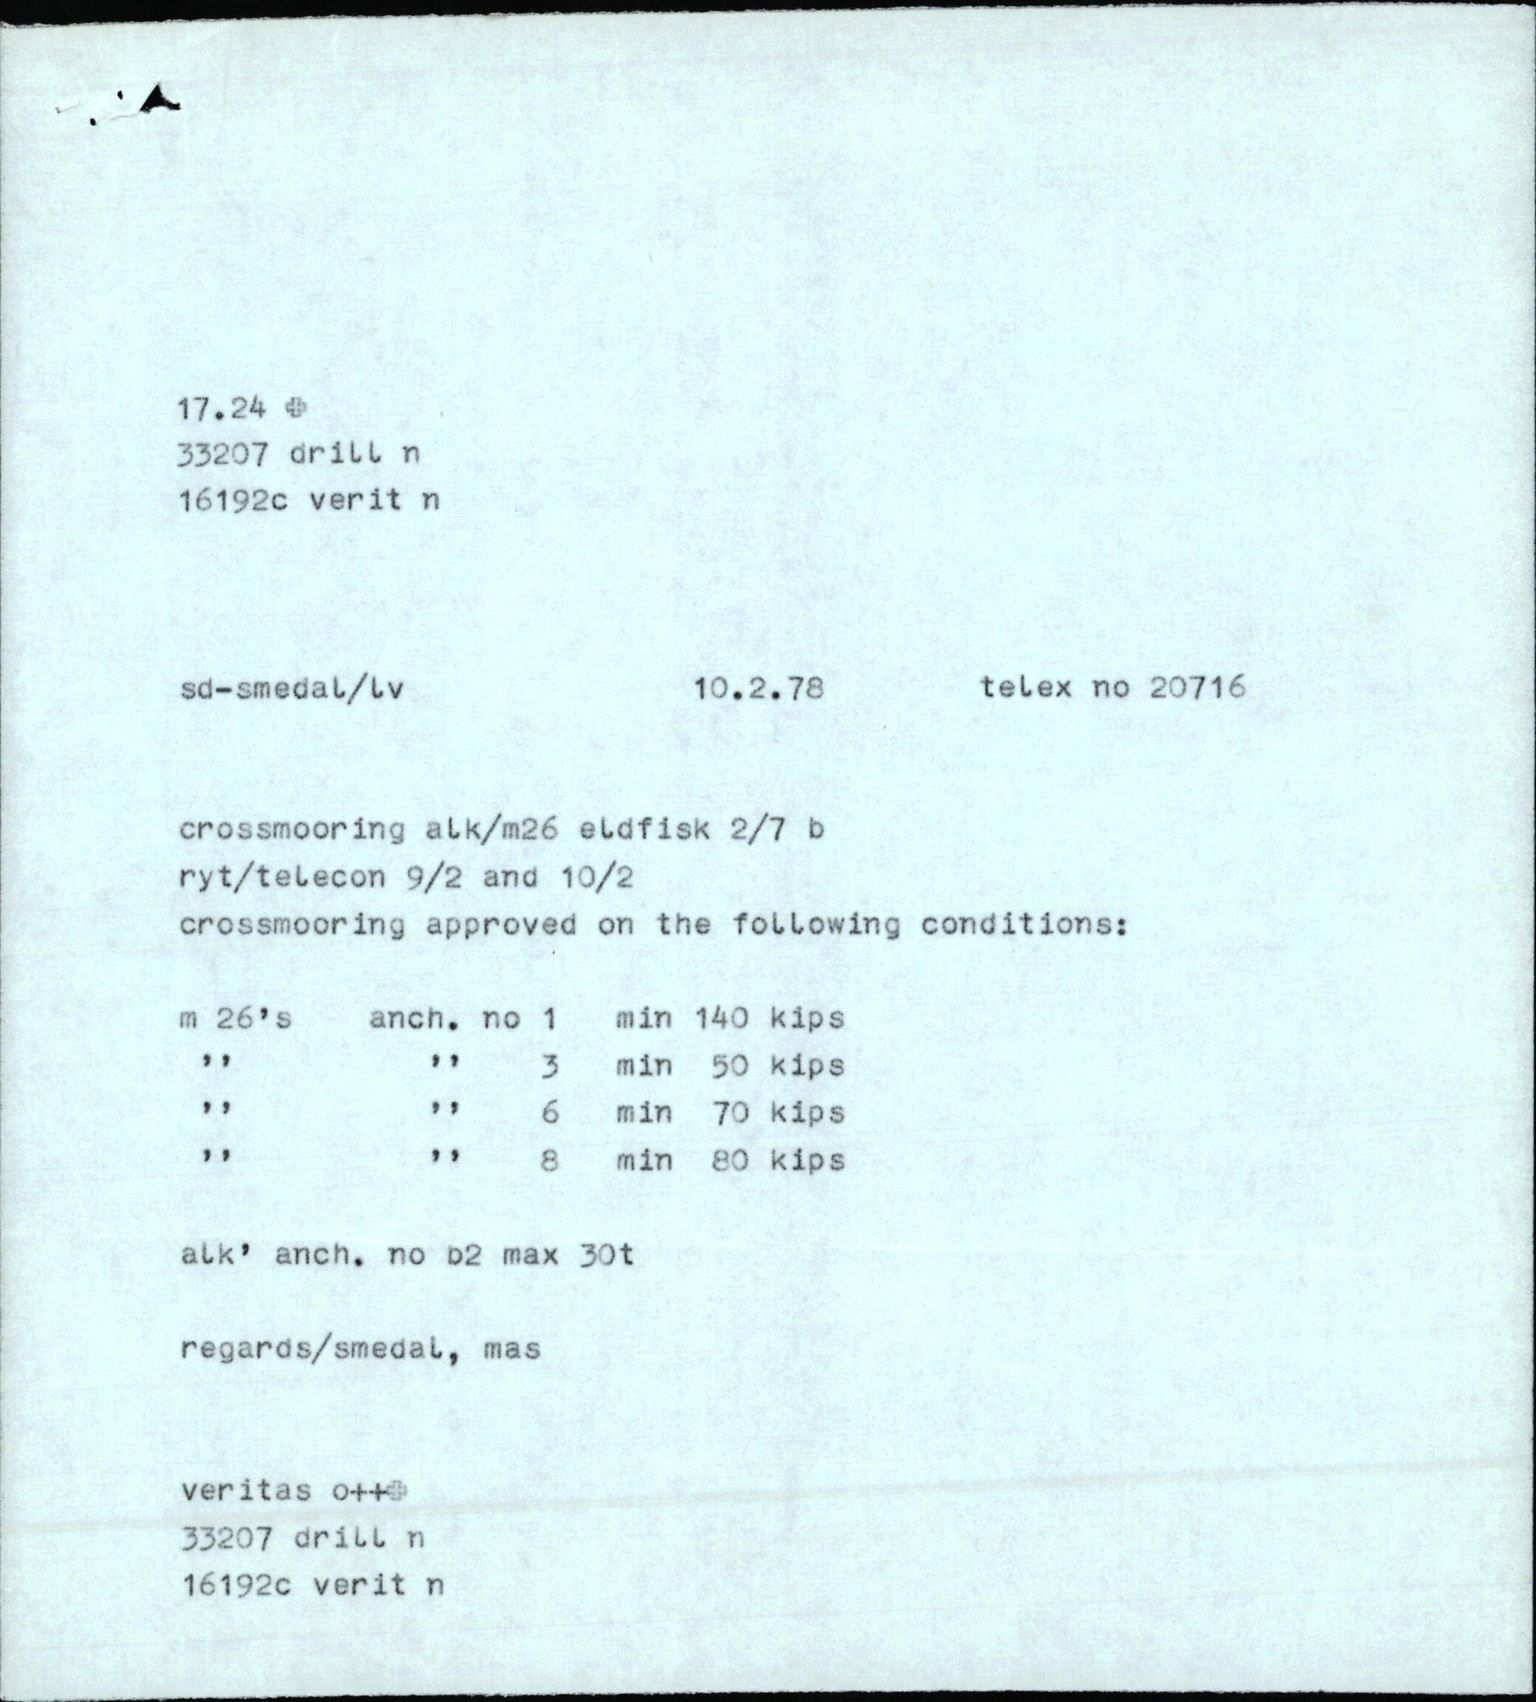 17.24 ✠
33207 drill n
16192c verit n
sd-smedal/lv 10.2.78 telex no 20716
crossmooring alk/m26 eldfisk 2/7 b
ryt/telecon 9/2 and 10/2
crossmooring approved on the following conditions:
m 26's anch. no 1 min 140 kips
'' '' 3 min 50 kips
'' '' 6 min 70 kips
'' '' 8 min 80 kips
alk' anch. no b2 max 30t
regards/smedal, mas
veritas o++✠
33207 drill n
16192c verit n